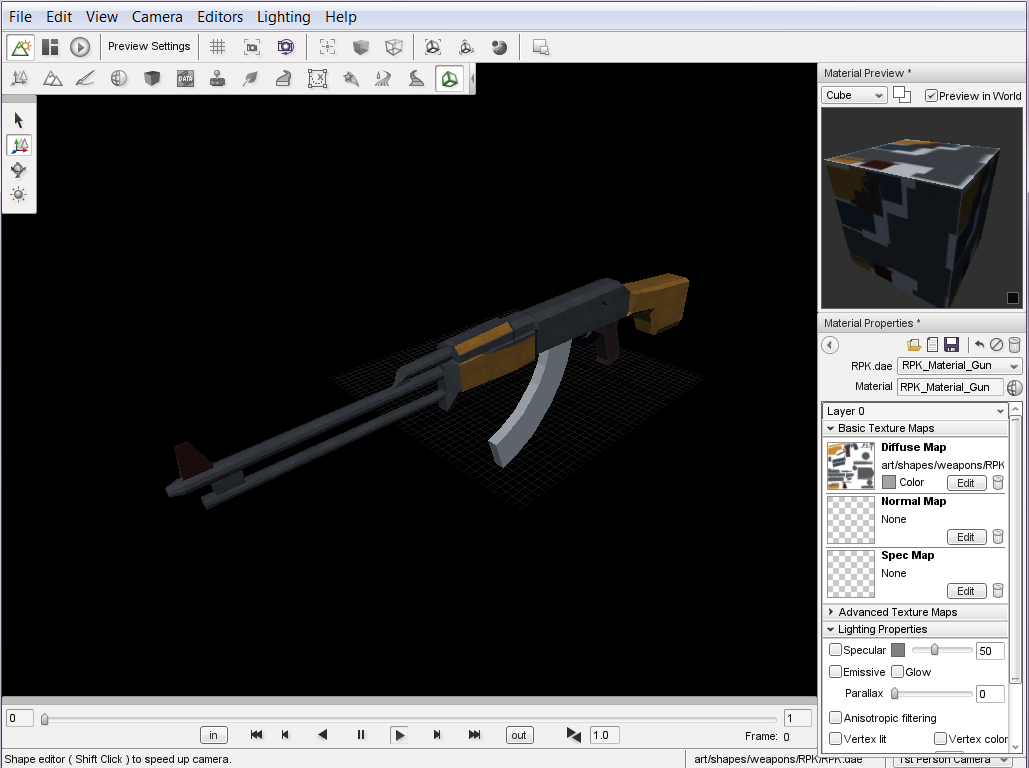 File Edit View Camera Editors Lighting Help
Preview Settings
DATA
Material Preview *
Cube Preview in World
Material Properties *
RPK.dae RPK_Material_Gun
Material RPK_Material_Gun
Layer 0
Basic Texture Maps
Diffuse Map
art/shapes/weapons/RPK
Color Edit
Normal Map
None
Edit
Spec Map
None
Edit
Advanced Texture Maps
Lighting Properties
Specular 50
Emissive Glow
Parallax 0
Anisotropic filtering
Vertex lit Vertex color
0 1
in out 1.0 Frame: 0
Shape editor ( Shift Click ) to speed up camera. art/shapes/weapons/RPK/RPK.dae 1st Person Camera